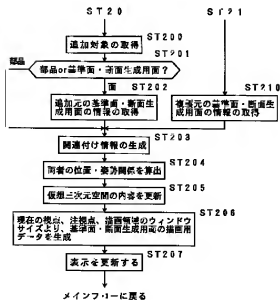 ST20
ST21
ST200
追加対象の取得
ST201
部品or基準面・断面生成用面?
部品
面
ST202
ST210
追加元の基準面・断面生
成用面の情報の取得
複製元の基準面・断面生
成用面の情報の取得
ST203
関連付け情報の生成
ST204
両者の位置・姿勢関係を算出
ST205
仮想三次元空間の内容を更新
ST206
現在の視点、注視点、描画領域のウィンドウ
サイズより、基準面・断面生成用面の描画用
データを生成
ST207
表示を更新する
メインフローに戻る